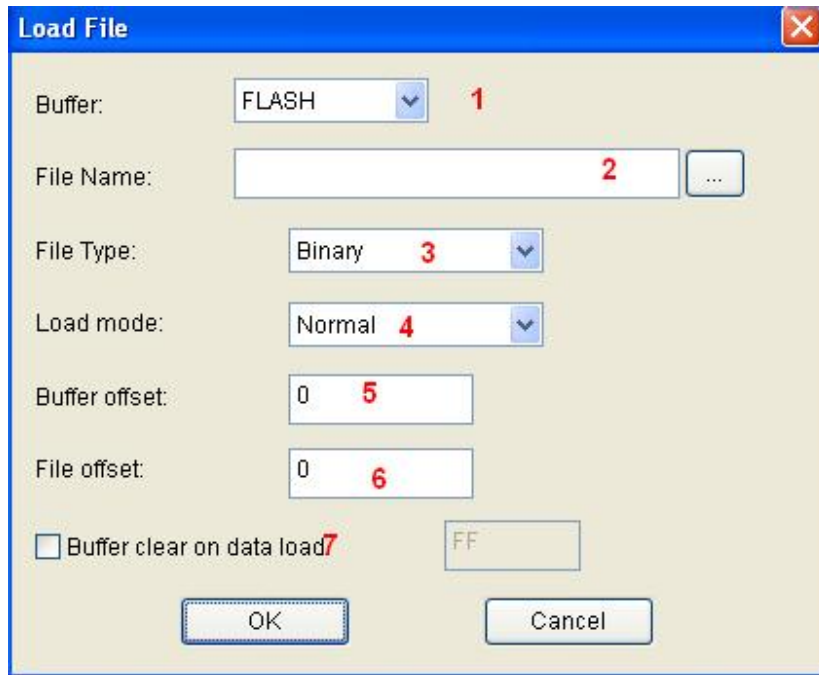 Load File
Buffer: FLASH 1
File Name: 2 ...
File Type: Binary 3
Load mode: Normal 4
Buffer offset: 0 5
File offset: 0 6
Buffer clear on data load 7 FF
OK Cancel